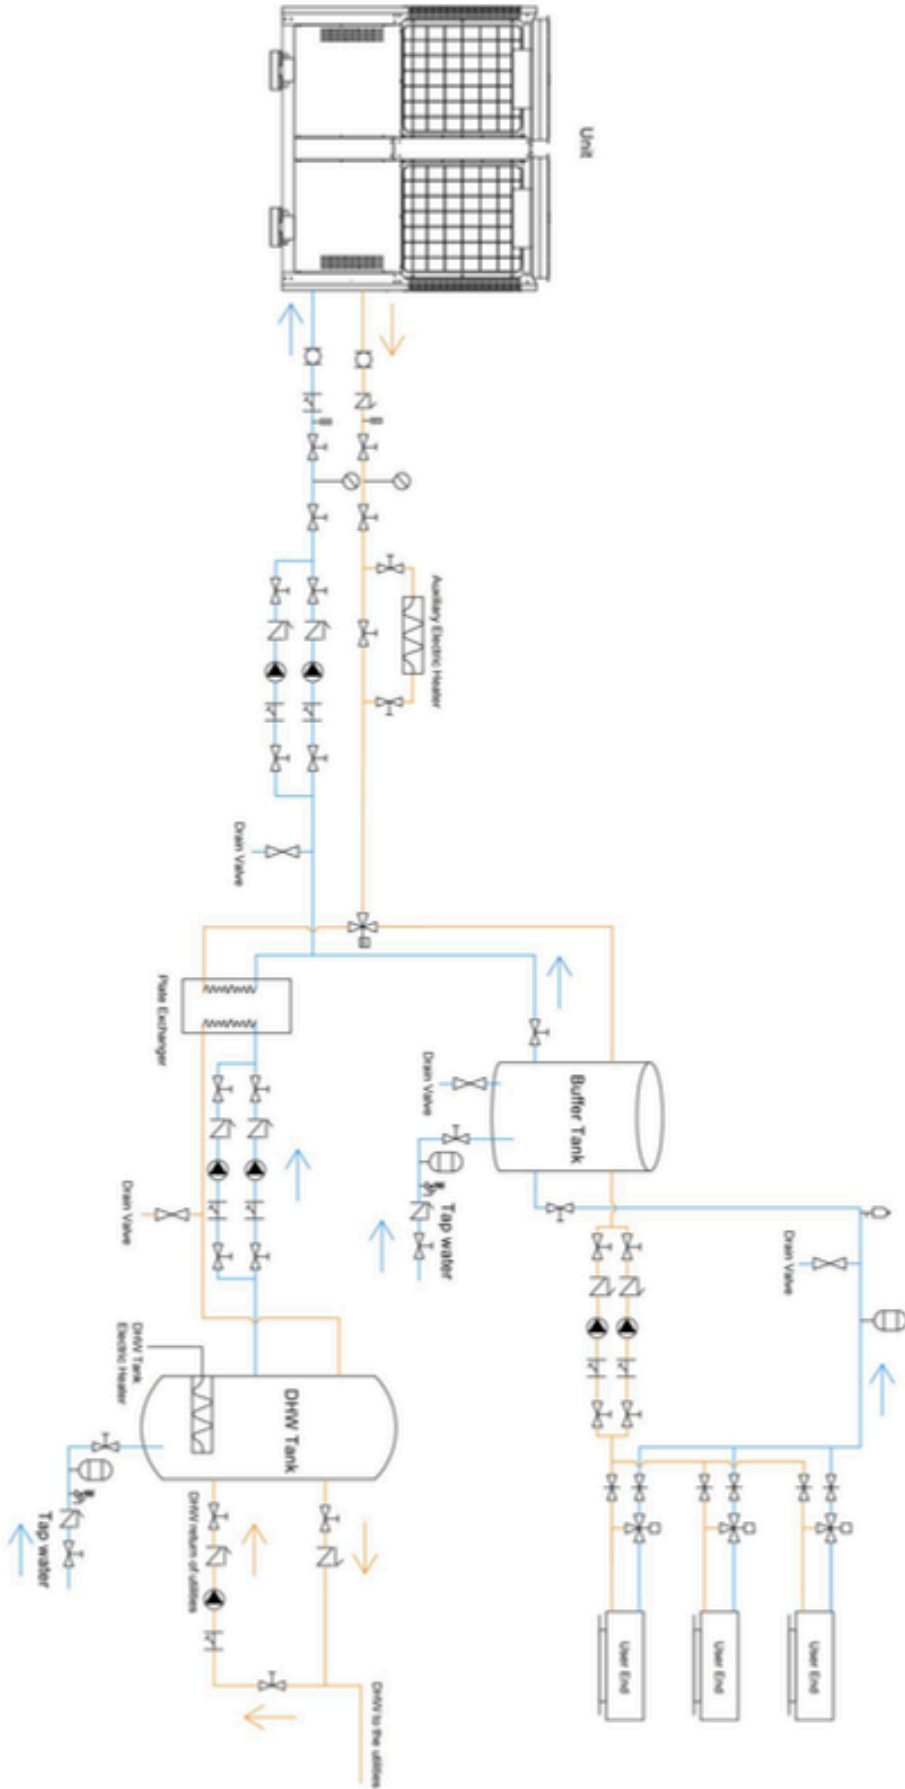 Unit
Auxiliary Electric Heater
Drain Valve
Plate Exchanger
Buffer Tank
Drain Valve
Tap water
Drain Valve
Drain Valve
DHW Tank
Electric Heater
DHW Tank
Tap water
DHW return of utilities
DHW to the utilities
User End
User End
User End